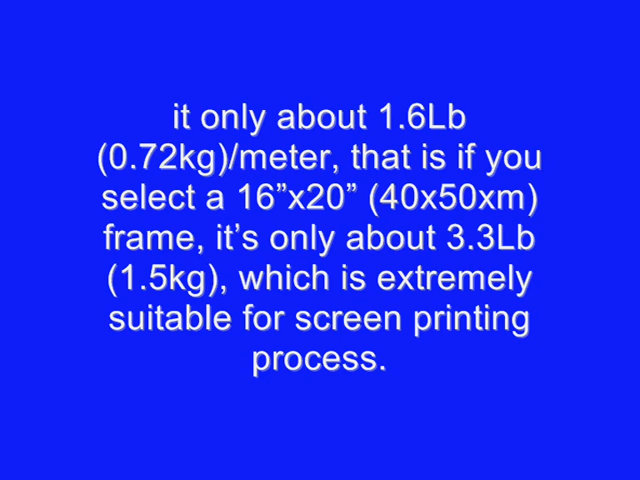 it only about 1.6Lb
(0.72kg)/meter, that is if you
select a 16”x20” (40x50xm)
frame, it’s only about 3.3Lb
(1.5kg), which is extremely
suitable for screen printing
process.